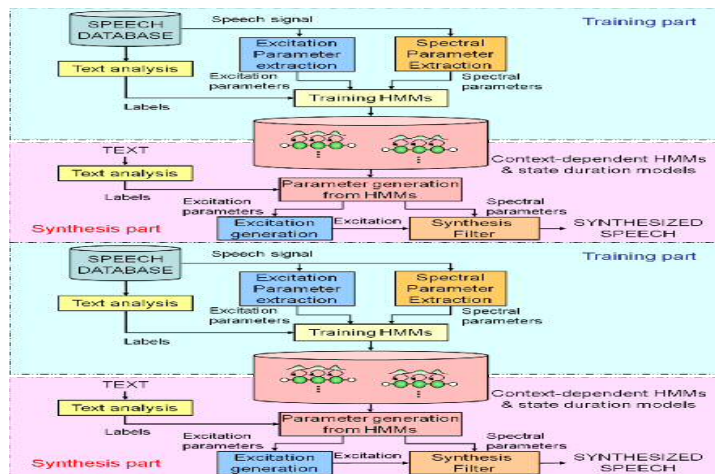 Speech signal
Training part
SPEECH
DATABASE
Excitation
Parameter
extraction
Spectral
Parameter
Extraction
Text analysis
Excitation
parameters
Spectral
parameters
Labels
Training HMMs
TEXT
Context-dependent HMMs
& state duration models
Text analysis
Parameter generation
from HMMs
Labels
Excitation
parameters
Spectral
parameters
Synthesis part
Excitation
generation
Excitation
Synthesis
Filter
SYNTHESIZED
SPEECH
Speech signal
Training part
SPEECH
DATABASE
Excitation
Parameter
extraction
Spectral
Parameter
Extraction
Text analysis
Excitation
parameters
Spectral
parameters
Labels
Training HMMs
TEXT
Context-dependent HMMs
& state duration models
Text analysis
Parameter generation
from HMMs
Labels
Excitation
parameters
Spectral
parameters
Synthesis part
Excitation
generation
Excitation
Synthesis
Filter
SYNTHESIZED
SPEECH